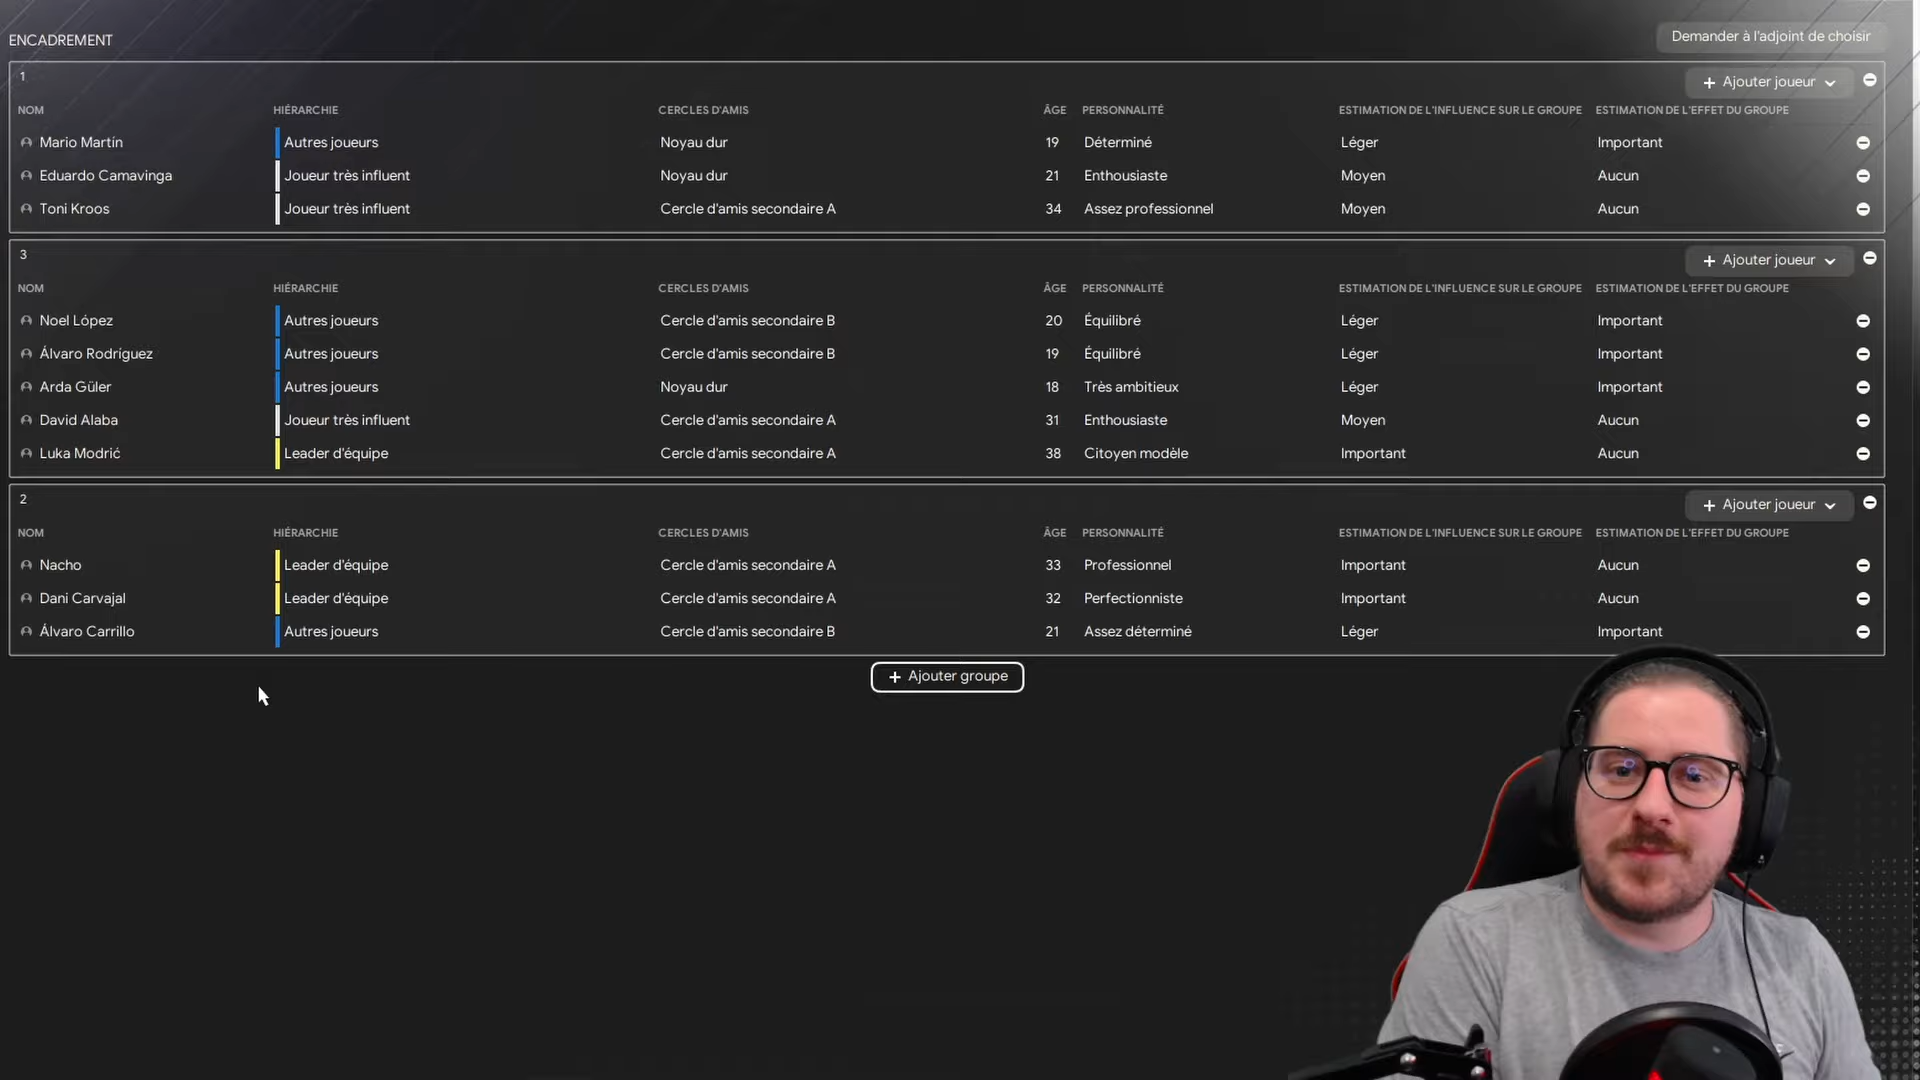 ENCADREMENT
Demander à l'adjoint de choisir
1
+ Ajouter joueur
NOM HIÉRARCHIE CERCLES D'AMIS ÂGE PERSONNALITÉ ESTIMATION DE L'INFLUENCE SUR LE GROUPE ESTIMATION DE L'EFFET DU GROUPE
Mario Martín Autres joueurs Noyau dur 19 Déterminé Léger Important
Eduardo Camavinga Joueur très influent Noyau dur 21 Enthousiaste Moyen Aucun
Toni Kroos Joueur très influent Cercle d'amis secondaire A 34 Assez professionnel Moyen Aucun
3
+ Ajouter joueur
NOM HIÉRARCHIE CERCLES D'AMIS ÂGE PERSONNALITÉ ESTIMATION DE L'INFLUENCE SUR LE GROUPE ESTIMATION DE L'EFFET DU GROUPE
Noel López Autres joueurs Cercle d'amis secondaire B 20 Équilibré Léger Important
Álvaro Rodríguez Autres joueurs Cercle d'amis secondaire B 19 Équilibré Léger Important
Arda Güler Autres joueurs Noyau dur 18 Très ambitieux Léger Important
David Alaba Joueur très influent Cercle d'amis secondaire A 31 Enthousiaste Moyen Aucun
Luka Modrić Leader d'équipe Cercle d'amis secondaire A 38 Citoyen modèle Important Aucun
2
+ Ajouter joueur
NOM HIÉRARCHIE CERCLES D'AMIS ÂGE PERSONNALITÉ ESTIMATION DE L'INFLUENCE SUR LE GROUPE ESTIMATION DE L'EFFET DU GROUPE
Nacho Leader d'équipe Cercle d'amis secondaire A 33 Professionnel Important Aucun
Dani Carvajal Leader d'équipe Cercle d'amis secondaire A 32 Perfectionniste Important Aucun
Álvaro Carrillo Autres joueurs Cercle d'amis secondaire B 21 Assez déterminé Léger Important
+ Ajouter groupe